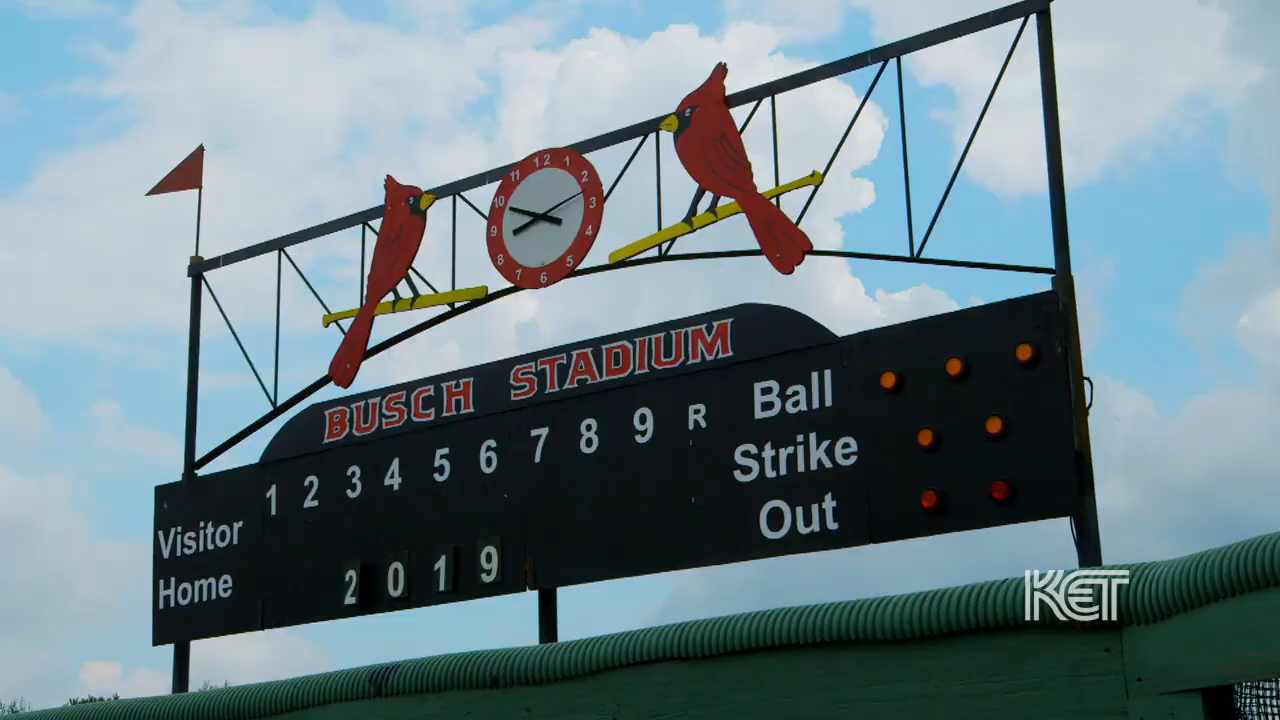 11 12 1
10 2
9 3
8 4
7 6 5
BUSCH STADIUM
1 2 3 4 5 6 7 8 9 R
Ball
Strike
Out
Visitor
Home 2 0 1 9
KET